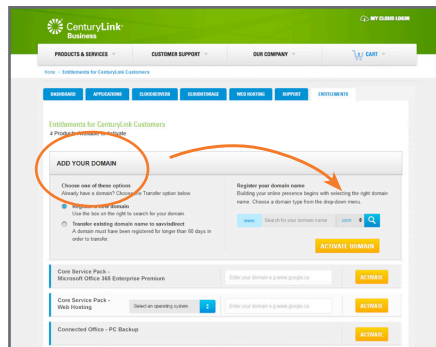 CenturyLink®
Business
MY CLOUD LOGIN
PRODUCTS & SERVICES
CUSTOMER SUPPORT
OUR COMPANY
CART
Home > Entitlements for CenturyLink Customers
DASHBOARD
APPLICATIONS
CLOUDSERVERS
CLOUDSTORAGE
WEB HOSTING
SUPPORT
ENTITLEMENTS
Entitlements for CenturyLink Customers
4 Products Available to Activate
ADD YOUR DOMAIN
Choose one of these options
Already have a domain? Choose the Transfer option below
Register a new domain
Use the box on the right to search for your domain.
Transfer existing domain name to savvisdirect
A domain must have been registered for longer than 60 days in
order to transfer.
Register your domain name
Building your online presence begins with selecting the right domain
name. Choose a domain type from the drop-down menu.
www. Search for your domain name .com
ACTIVATE DOMAIN
Core Service Pack -
Microsoft Office 365 Enterprise Premium
Enter your domain e.g www.google.ca
ACTIVATE
Core Service Pack -
Web Hosting
Select an operating system
Enter your domain e.g www.google.ca
ACTIVATE
Connected Office - PC Backup
ACTIVATE